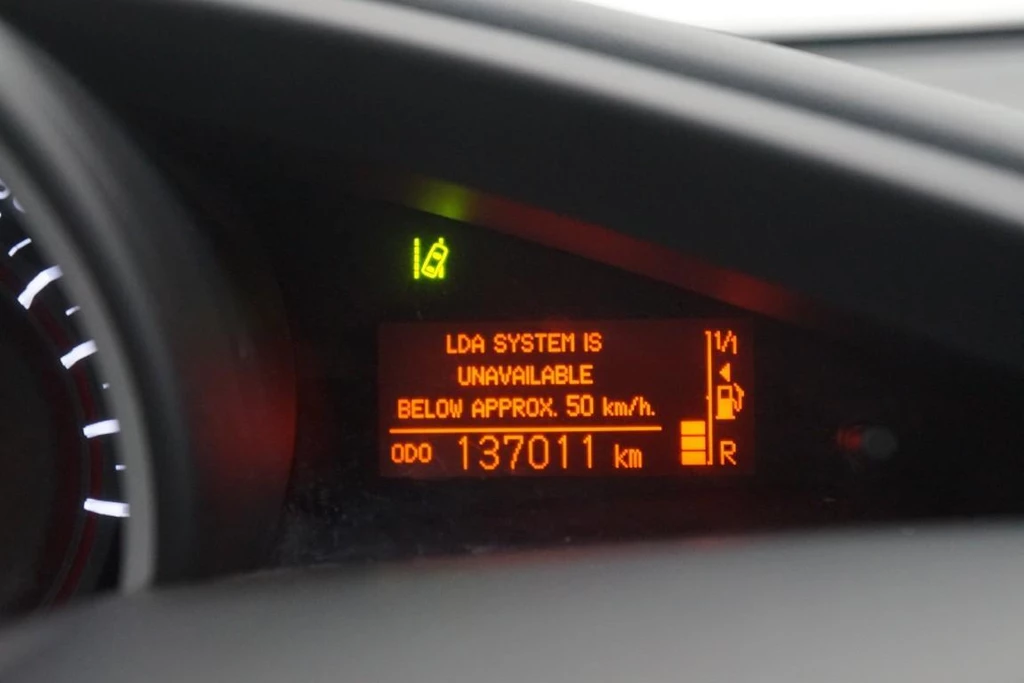 LDA SYSTEM IS
UNAVAILABLE
BELOW APPROX. 50 km/h.
ODO 137011 km
1/1
R